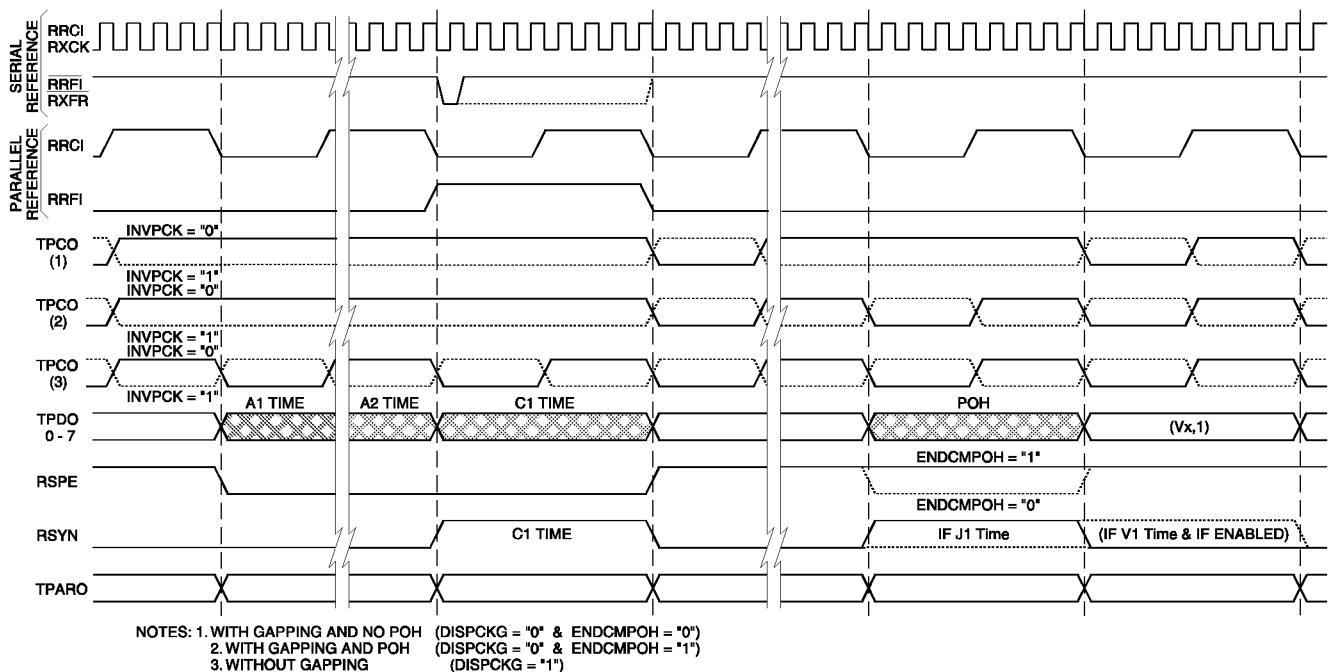 SERIAL
REFERENCE
RRCI
RXCK
RRFI
RXFR
PARALLEL
REFERENCE
RRCI
RRFI
TPCO
(1)
INVPCK = "0"
INVPCK = "1"
TPCO
(2)
INVPCK = "0"
INVPCK = "1"
TPCO
(3)
INVPCK = "0"
INVPCK = "1"
TPDO
0 - 7
A1 TIME
A2 TIME
C1 TIME
POH
(Vx,1)
RSPE
ENDCMPOH = "1"
ENDCMPOH = "0"
RSYN
C1 TIME
IF J1 Time
(IF V1 Time & IF ENABLED)
TPARO
NOTES: 1. WITH GAPPING AND NO POH (DISPCKG = "0" & ENDCMPOH = "0")
2. WITH GAPPING AND POH (DISPCKG = "0" & ENDCMPOH = "1")
3. WITHOUT GAPPING (DISPCKG = "1")